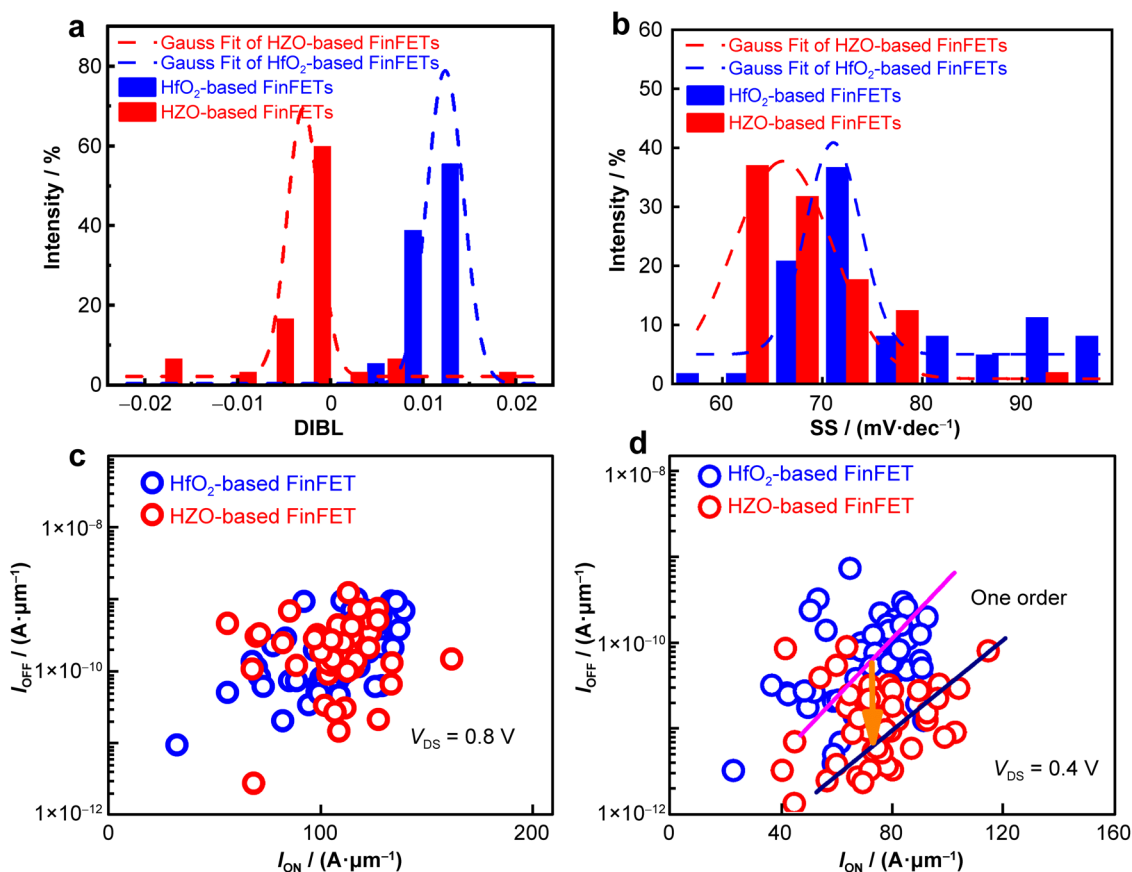 a
Gauss Fit of HZO-based FinFETs
Gauss Fit of HfO₂-based FinFETs
HfO₂-based FinFETs
HZO-based FinFETs
80
60
40
20
0
Intensity / %
−0.02
−0.01
0
0.01
0.02
DIBL
b
60
Gauss Fit of HZO-based FinFETs
Gauss Fit of HfO₂-based FinFETs
HfO₂-based FinFETs
HZO-based FinFETs
50
40
30
20
10
0
Intensity / %
60
70
80
90
SS / (mV·dec⁻¹)
c
HfO₂-based FinFET
HZO-based FinFET
1×10⁻⁸
1×10⁻¹⁰
1×10⁻¹²
I_OFF / (A·μm⁻¹)
V_DS = 0.8 V
0
100
200
I_ON / (A·μm⁻¹)
d
1×10⁻⁸
HfO₂-based FinFET
HZO-based FinFET
One order
1×10⁻¹⁰
1×10⁻¹²
I_OFF / (A·μm⁻¹)
V_DS = 0.4 V
0
40
80
120
160
I_ON / (A·μm⁻¹)